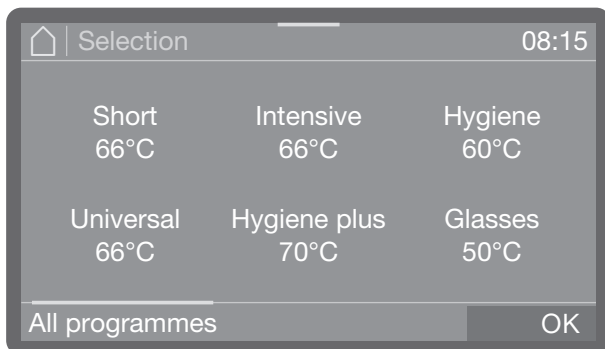 Selection 08:15
Short Intensive Hygiene
66°C 66°C 60°C
Universal Hygiene plus Glasses
66°C 70°C 50°C
All programmes OK